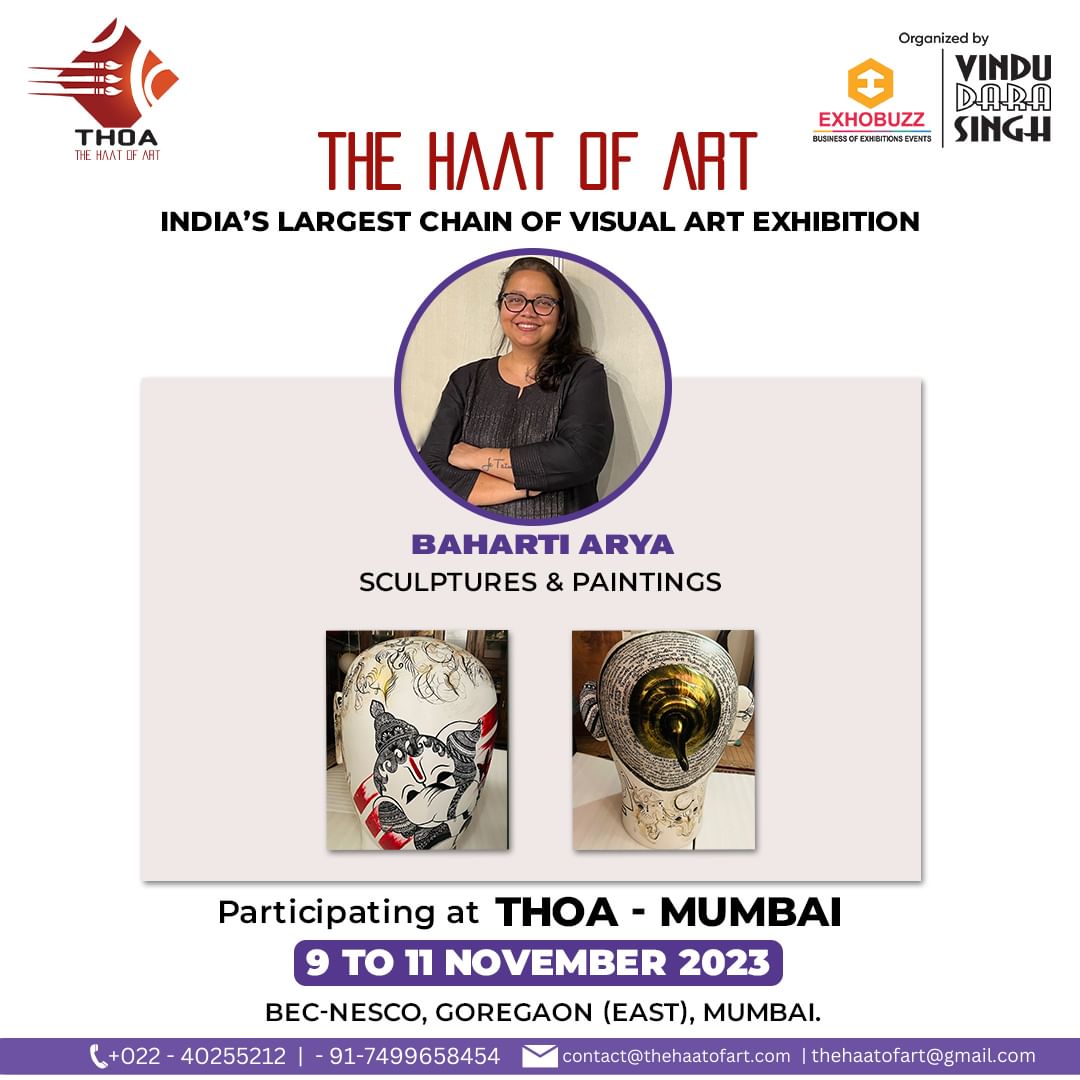 THOA
THE HAAT OF ART
Organized by
EXHOBUZZ
BUSINESS OF EXHIBITIONS EVENTS
VINDU
DARA
SINGH
THE HAAT OF ART
INDIA'S LARGEST CHAIN OF VISUAL ART EXHIBITION
BAHARTI ARYA
SCULPTURES & PAINTINGS
Participating at THOA - MUMBAI
9 TO 11 NOVEMBER 2023
BEC-NESCO, GOREGAON (EAST), MUMBAI.
+022 - 40255212 | - 91-7499658454 contact@thehaatofart.com | thehaatofart@gmail.com